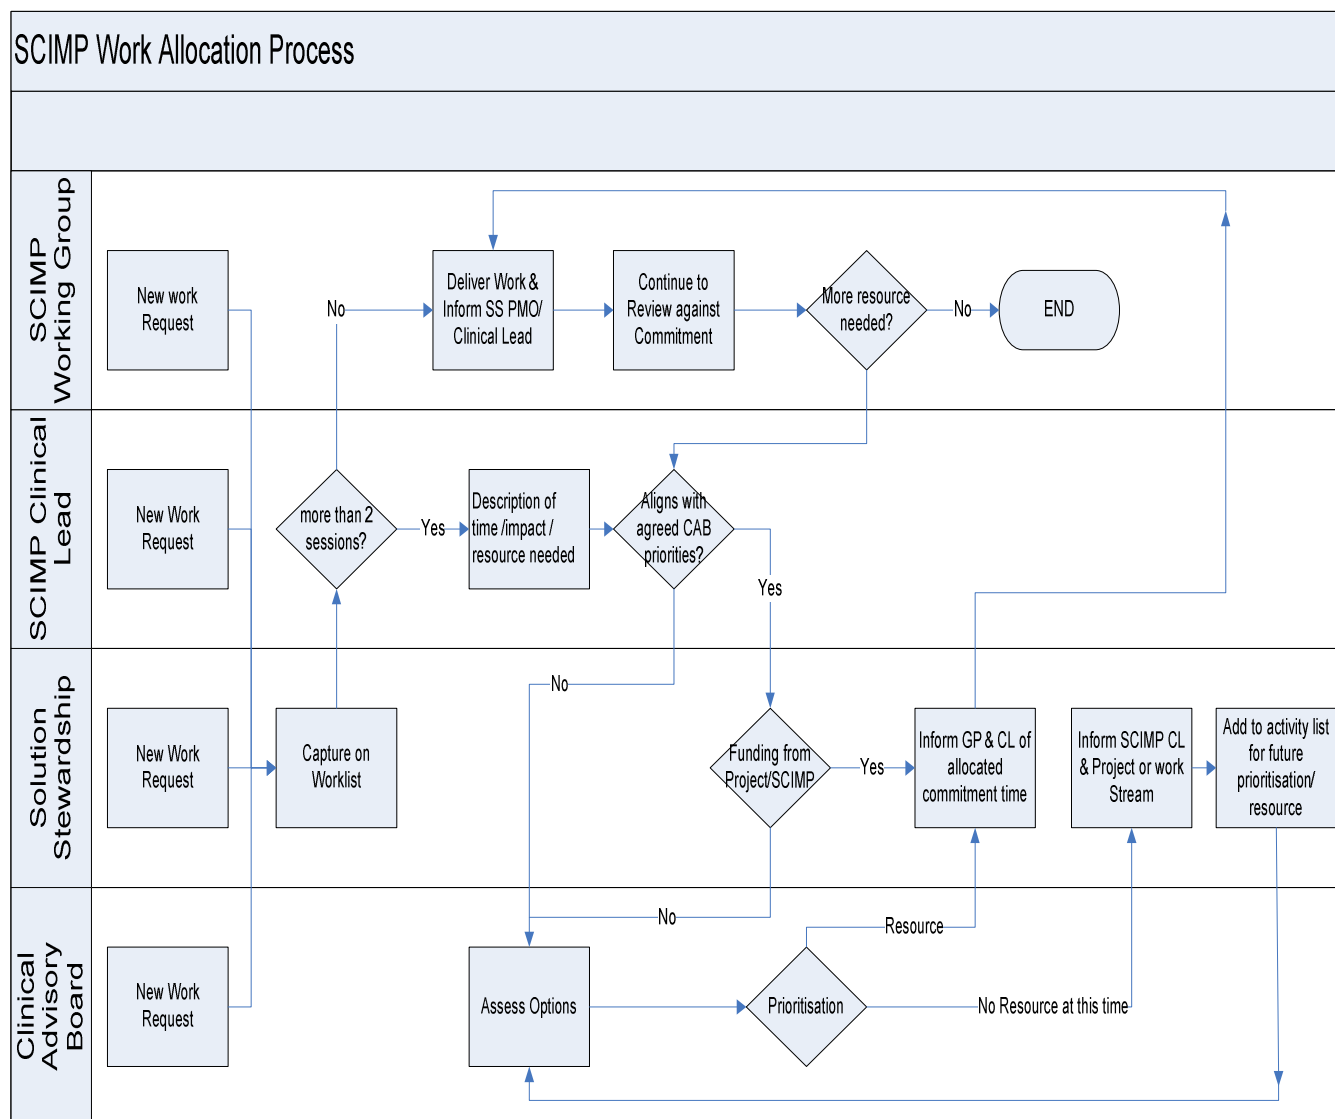 SCIMP Work Allocation Process
SCIMP
Working Group
New work
Request
No
Deliver Work &
Inform SS PMO/
Clinical Lead
Continue to
Review against
Commitment
More resource
needed?
No
END
SCIMP Clinical
Lead
New Work
Request
more than 2
sessions?
Yes
Description of
time /impact /
resource needed
Aligns with
agreed CAB
priorities?
Yes
No
Solution
Stewardship
New Work
Request
Capture on
Worklist
Funding from
Project/SCIMP
Yes
Inform GP & CL of
allocated
commitment time
Inform SCIMP CL
& Project or work
Stream
Add to activity list
for future
prioritisation/
resource
No
Clinical
Advisory
Board
New Work
Request
Assess Options
Prioritisation
Resource
No Resource at this time